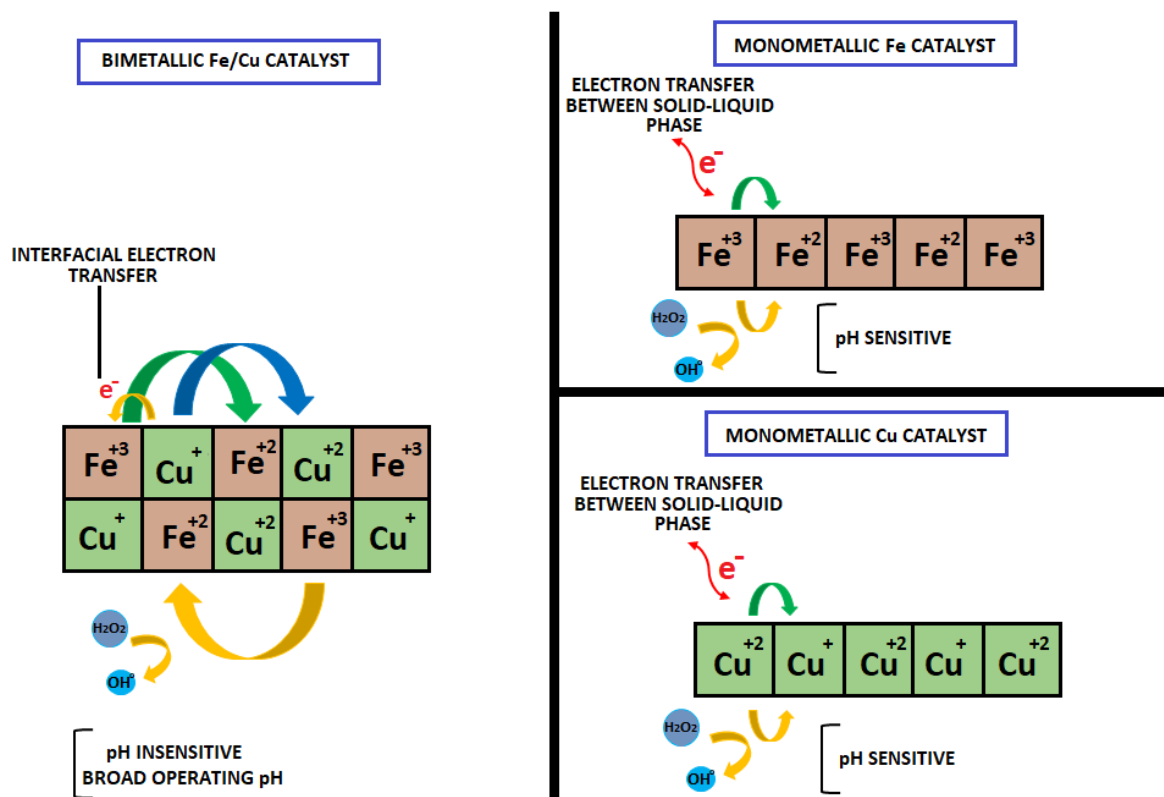 BIMETALLIC Fe/Cu CATALYST
INTERFACIAL ELECTRON
TRANSFER
e-
Fe+3 Cu+ Fe+2 Cu+2 Fe+3
Cu+ Fe+2 Cu+2 Fe+3 Cu+
H2O2
OH°
pH INSENSITIVE
BROAD OPERATING pH
MONOMETALLIC Fe CATALYST
ELECTRON TRANSFER
BETWEEN SOLID-LIQUID
PHASE
e-
Fe+3 Fe+2 Fe+3 Fe+2 Fe+3
H2O2
OH°
pH SENSITIVE
MONOMETALLIC Cu CATALYST
ELECTRON TRANSFER
BETWEEN SOLID-LIQUID
PHASE
e-
Cu+2 Cu+ Cu+2 Cu+ Cu+2
H2O2
OH°
pH SENSITIVE